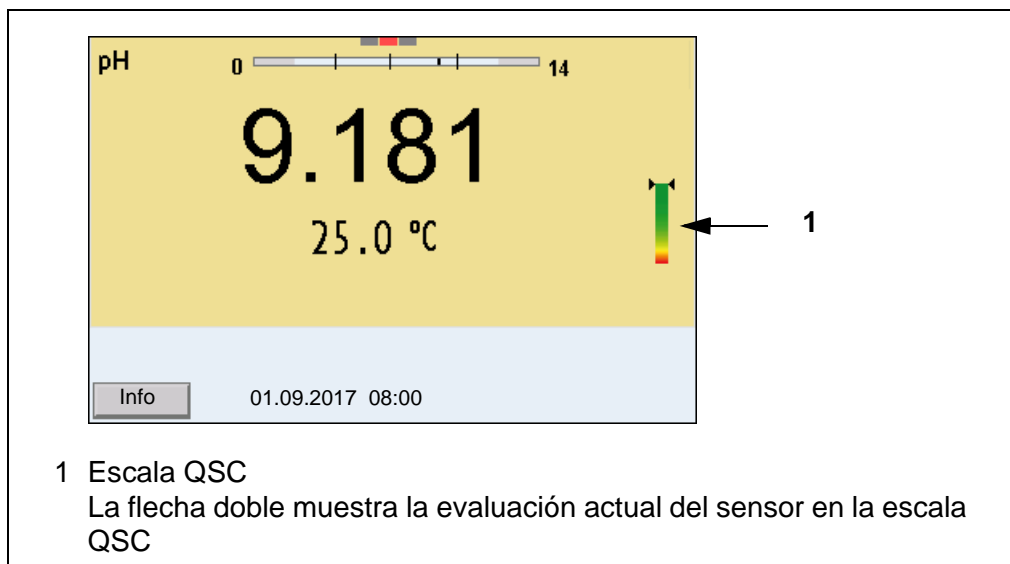 pH
0 14
9.181
25.0 °C
1
Info 01.09.2017 08:00
1 Escala QSC
La flecha doble muestra la evaluación actual del sensor en la escala
QSC